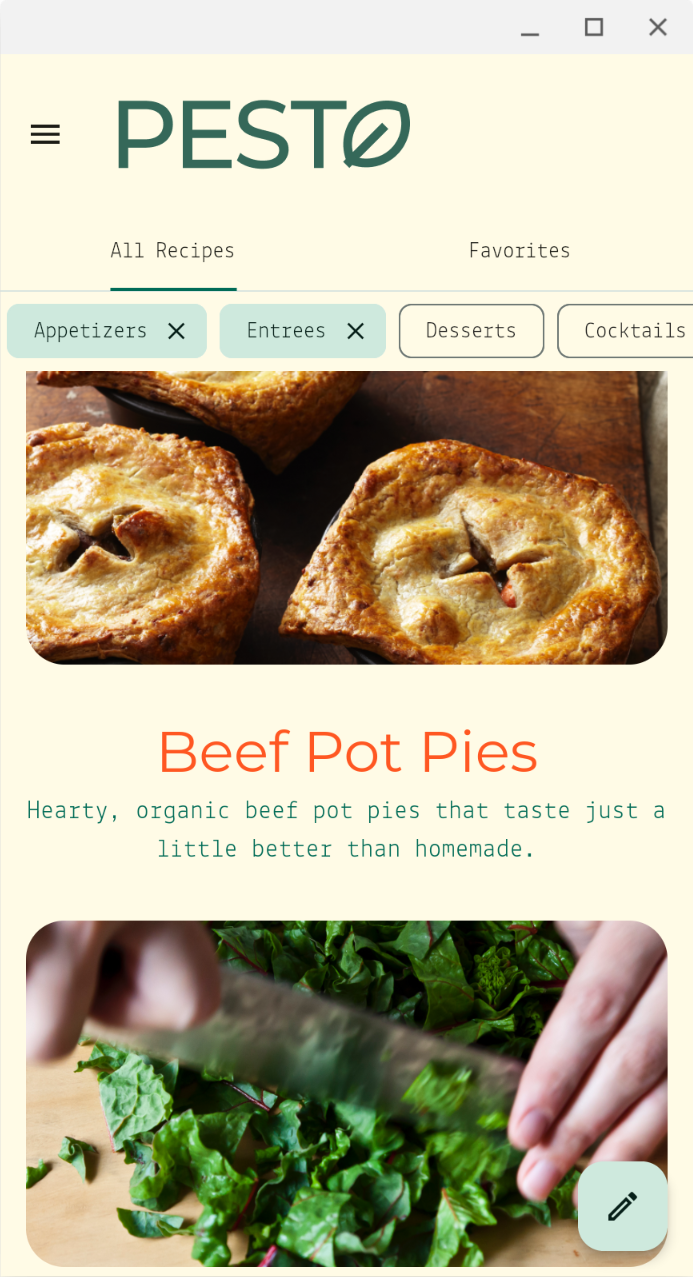 PESTO
All Recipes
Favorites
Appetizers
Entrees
Desserts
Cocktails
Beef Pot Pies
Hearty, organic beef pot pies that taste just a
little better than homemade.